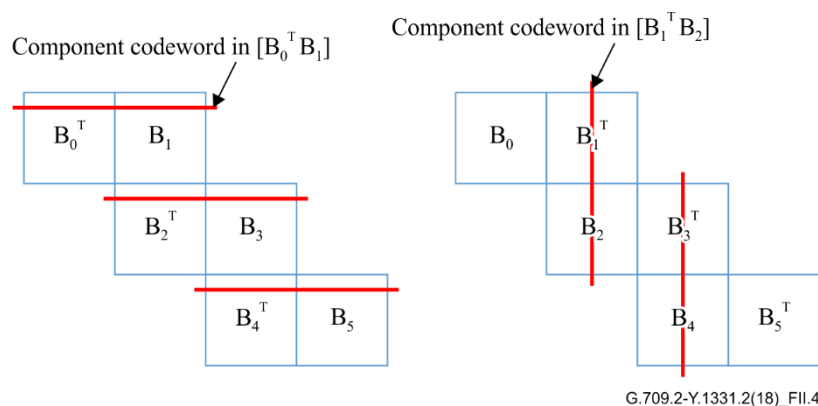 Component codeword in [B₀ᵀ B₁]
Component codeword in [B₁ᵀ B₂]
B₀ᵀ B₁
B₂ᵀ B₃
B₄ᵀ B₅
B₀ B₁ᵀ
B₂ B₃ᵀ
B₄ B₅ᵀ
G.709.2-Y.1331.2(18)_FII.4